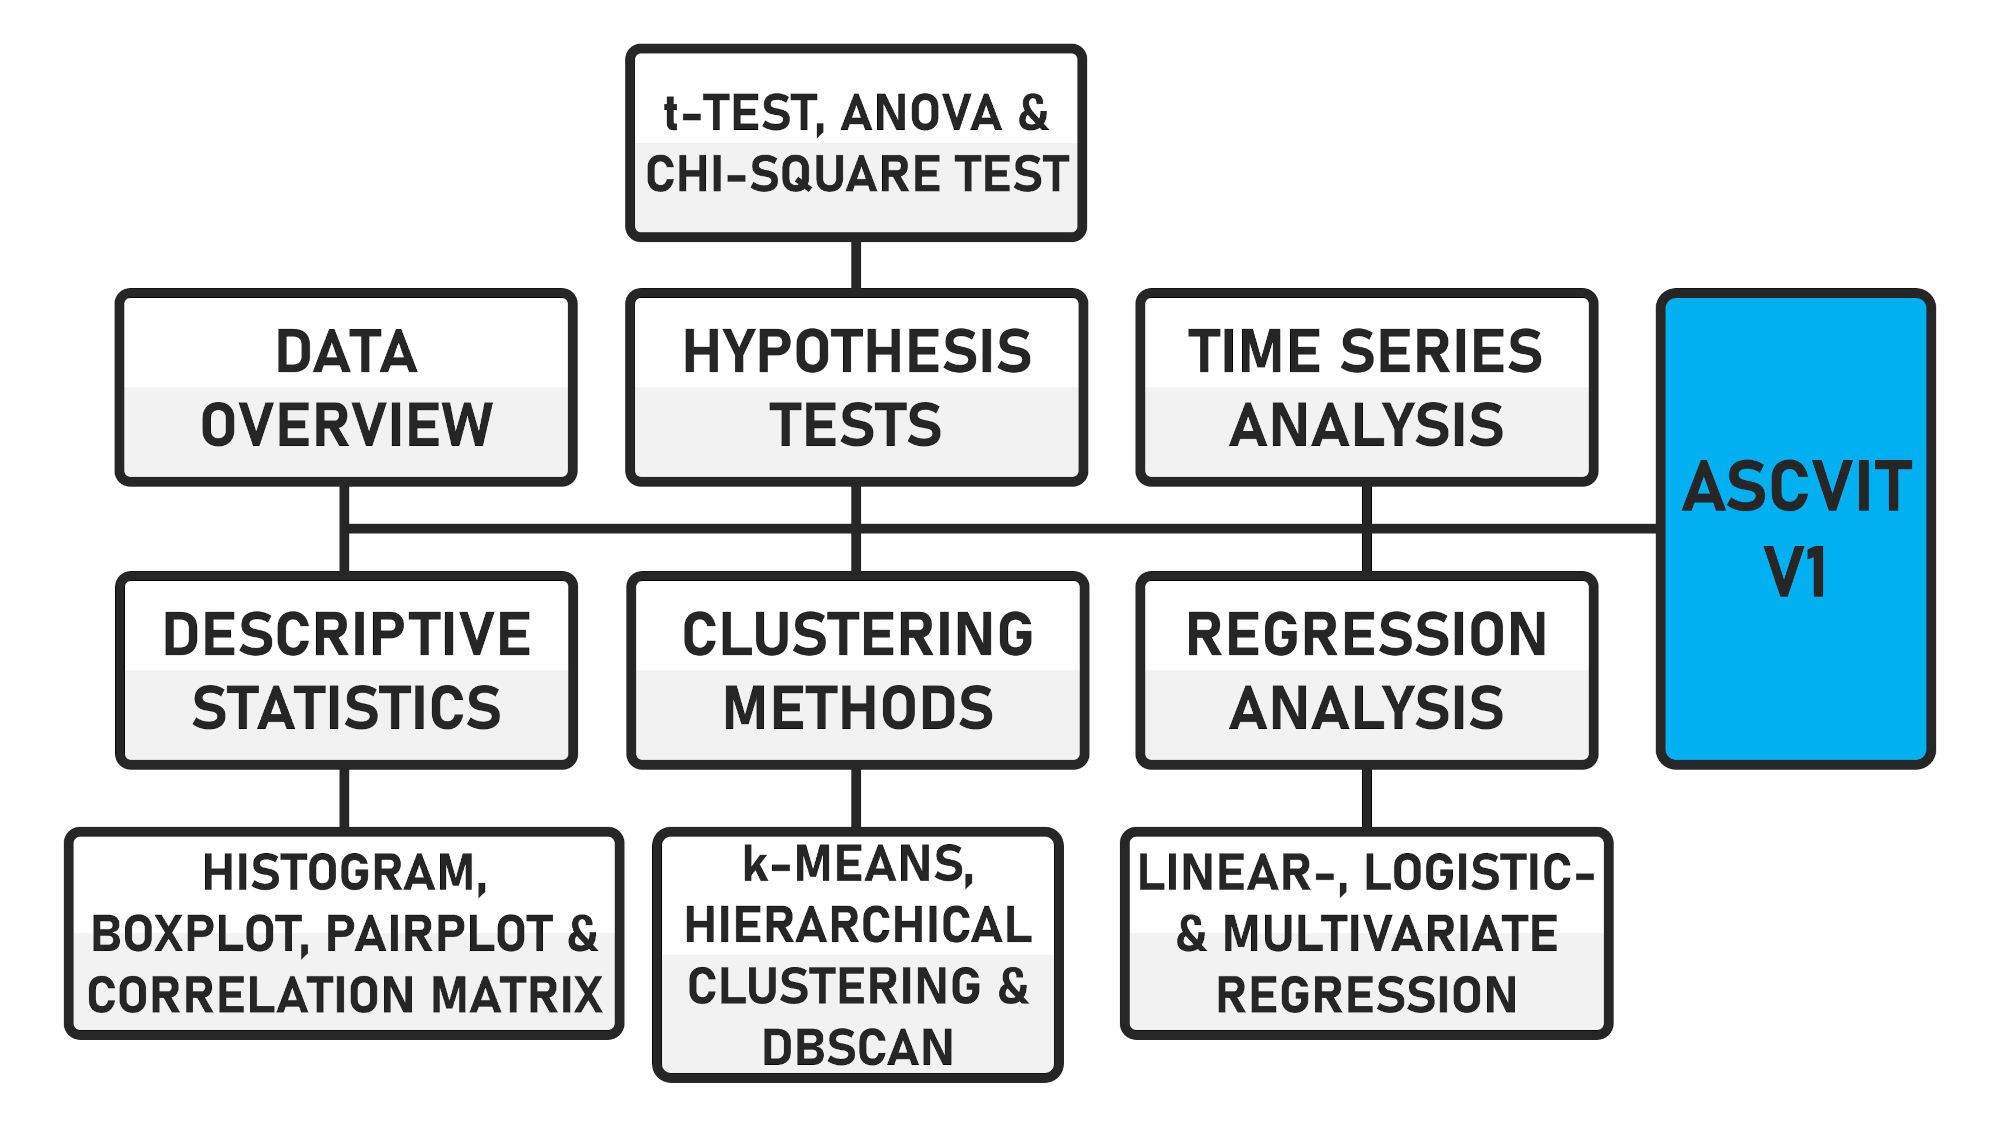 t-TEST, ANOVA &
CHI-SQUARE TEST
DATA
OVERVIEW
HYPOTHESIS
TESTS
TIME SERIES
ANALYSIS
ASCVIT
V1
DESCRIPTIVE
STATISTICS
CLUSTERING
METHODS
REGRESSION
ANALYSIS
HISTOGRAM,
BOXPLOT, PAIRPLOT &
CORRELATION MATRIX
k-MEANS,
HIERARCHICAL
CLUSTERING &
DBSCAN
LINEAR-, LOGISTIC-
& MULTIVARIATE
REGRESSION